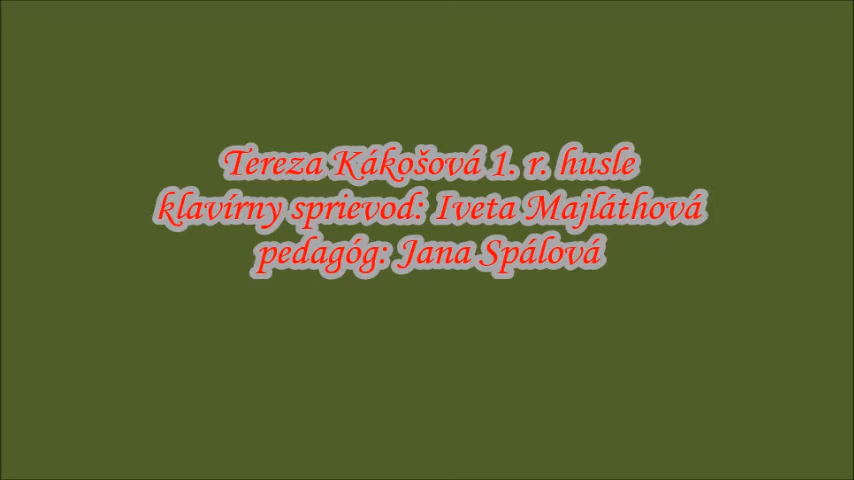 Tereza Kákošová 1. r. husle
klavírny sprievod: Iveta Majláthová
pedagóg: Jana Spálová